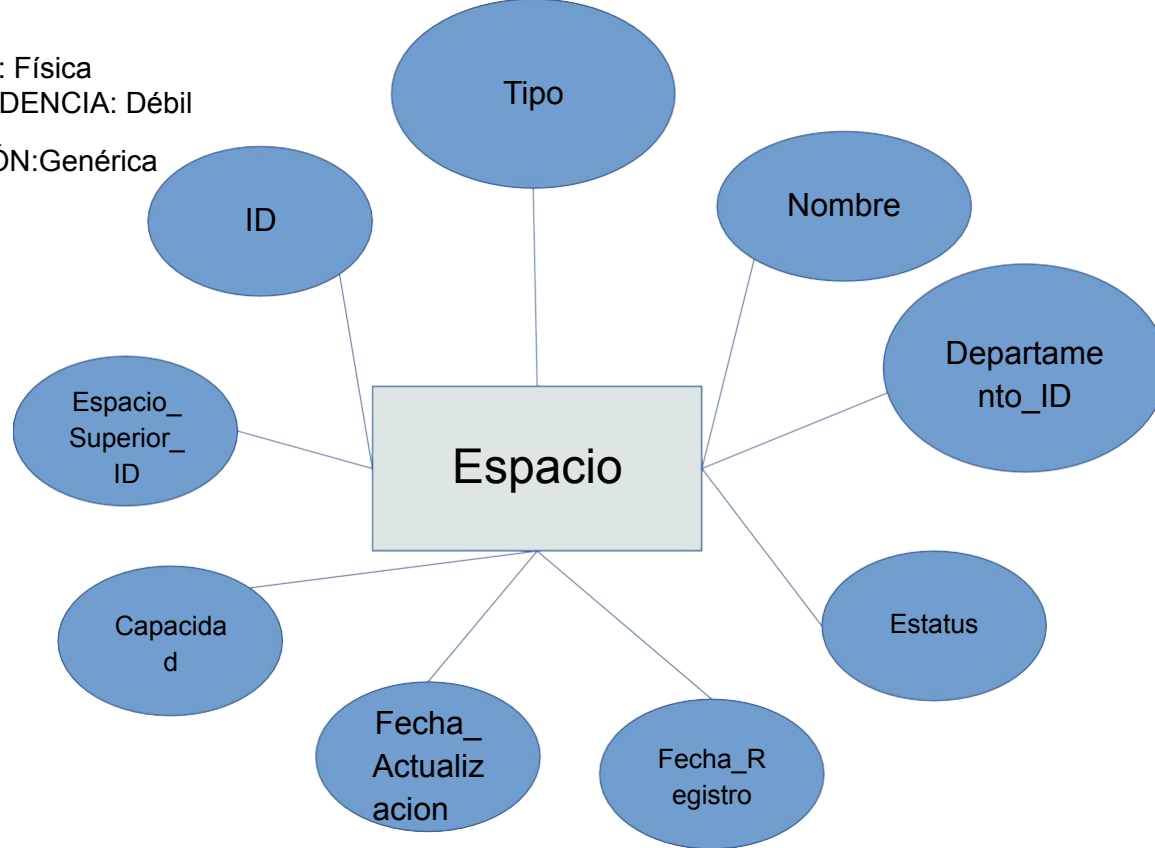 : Física
DENCIA: Débil
ÓN:Genérica
Tipo
ID
Nombre
Departame
nto_ID
Espacio_
Superior_
ID
Espacio
Capacida
d
Estatus
Fecha_
Actualiz
acion
Fecha_R
egistro